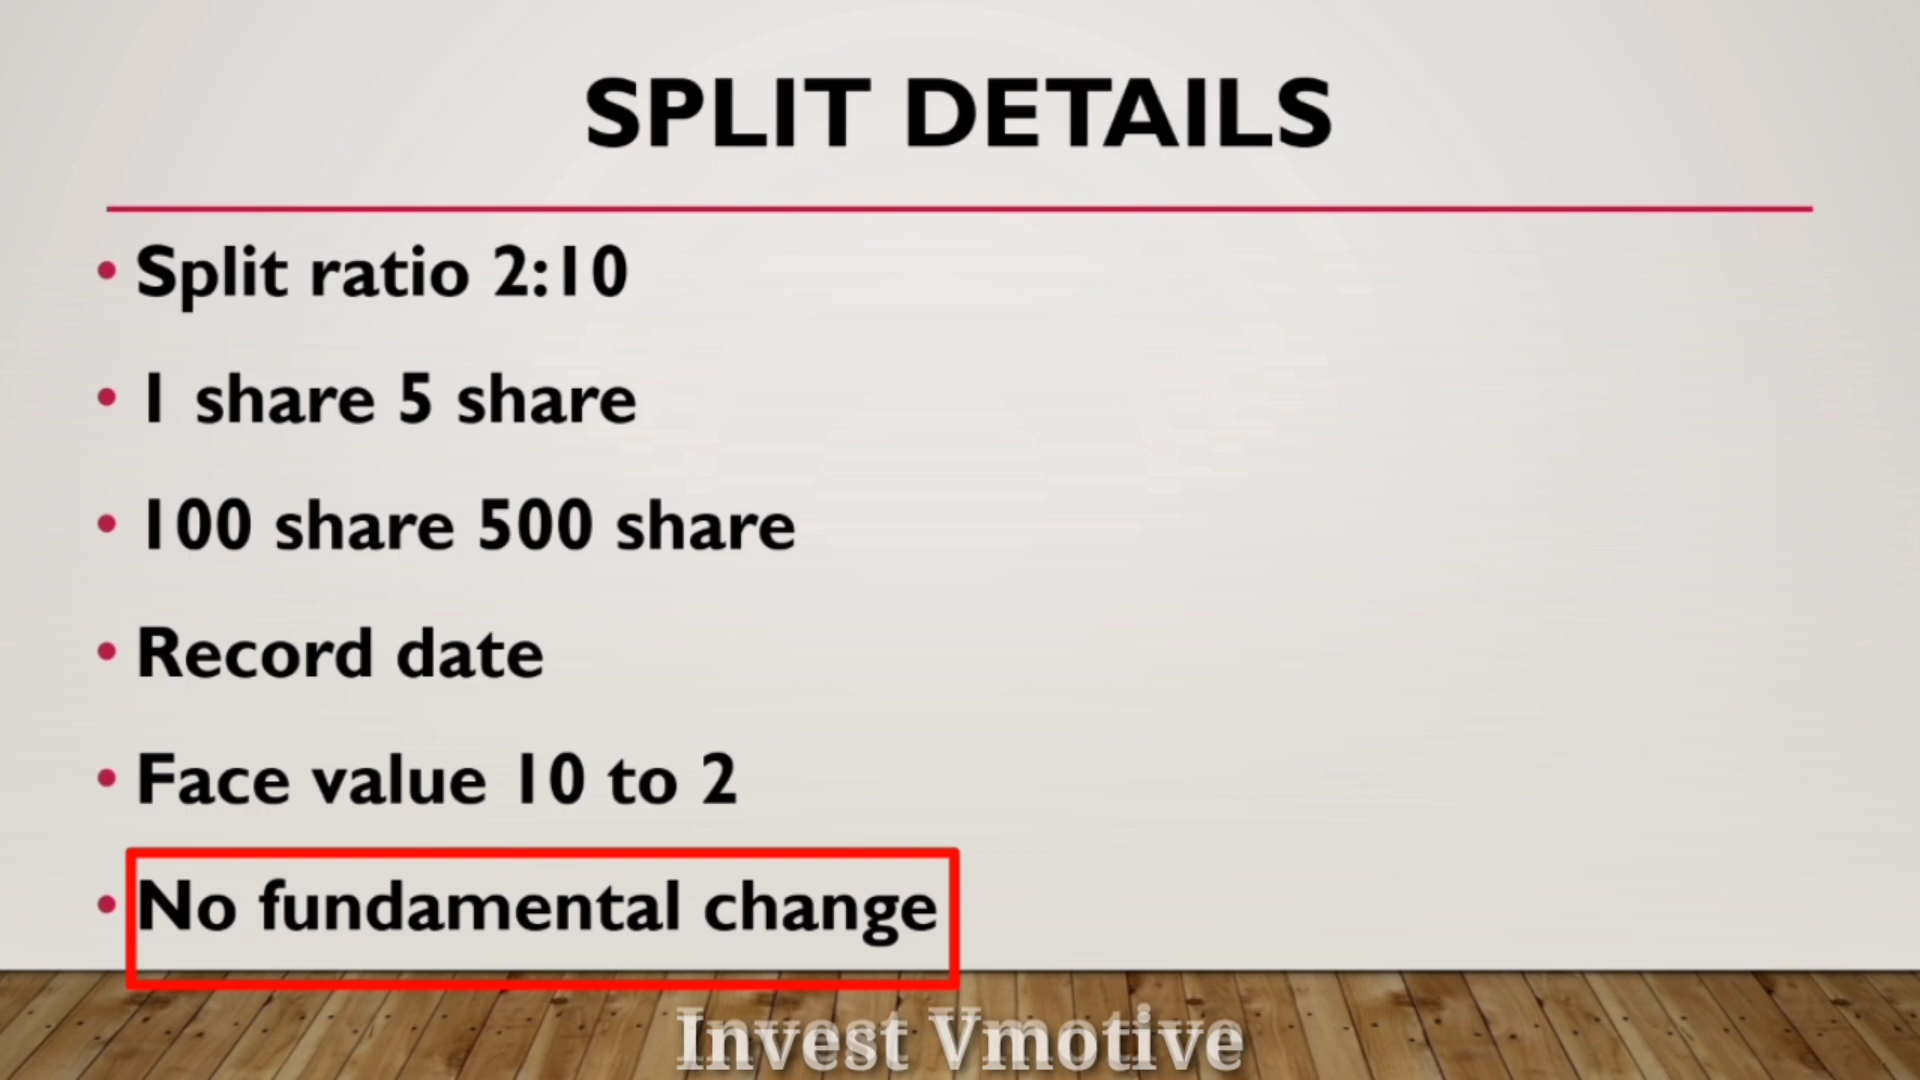 SPLIT DETAILS
• Split ratio 2:10
• 1 share 5 share
• 100 share 500 share
• Record date
• Face value 10 to 2
• No fundamental change
Invest Vmotive